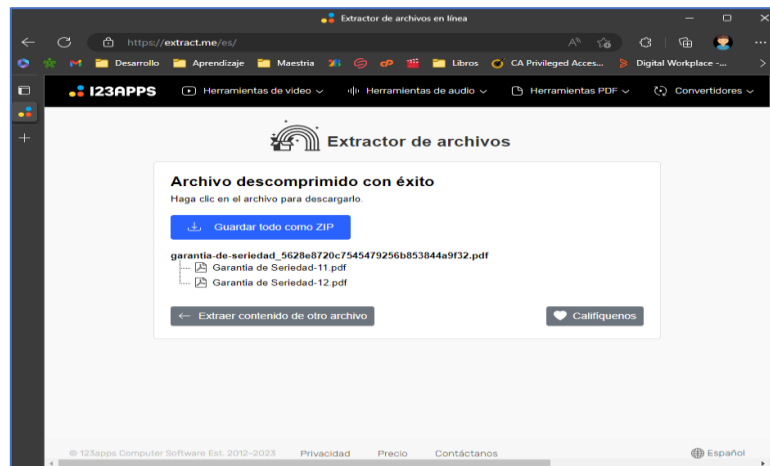 Extractor de archivos en línea
https://extract.me/es/
Desarrollo Aprendizaje Maestria Libros CA Privileged Acces... Digital Workplace -...
123APPS Herramientas de video Herramientas de audio Herramientas PDF Convertidores
Extractor de archivos
Archivo descomprimido con éxito
Haga clic en el archivo para descargarlo.
Guardar todo como ZIP
garantia-de-seriedad_5628e8720c7545479256b853844a9f32.pdf
Garantia de Seriedad-11.pdf
Garantia de Seriedad-12.pdf
Extraer contenido de otro archivo Califíquenos
© 123apps Computer Software Est. 2012-2023 Privacidad Precio Contáctanos Español